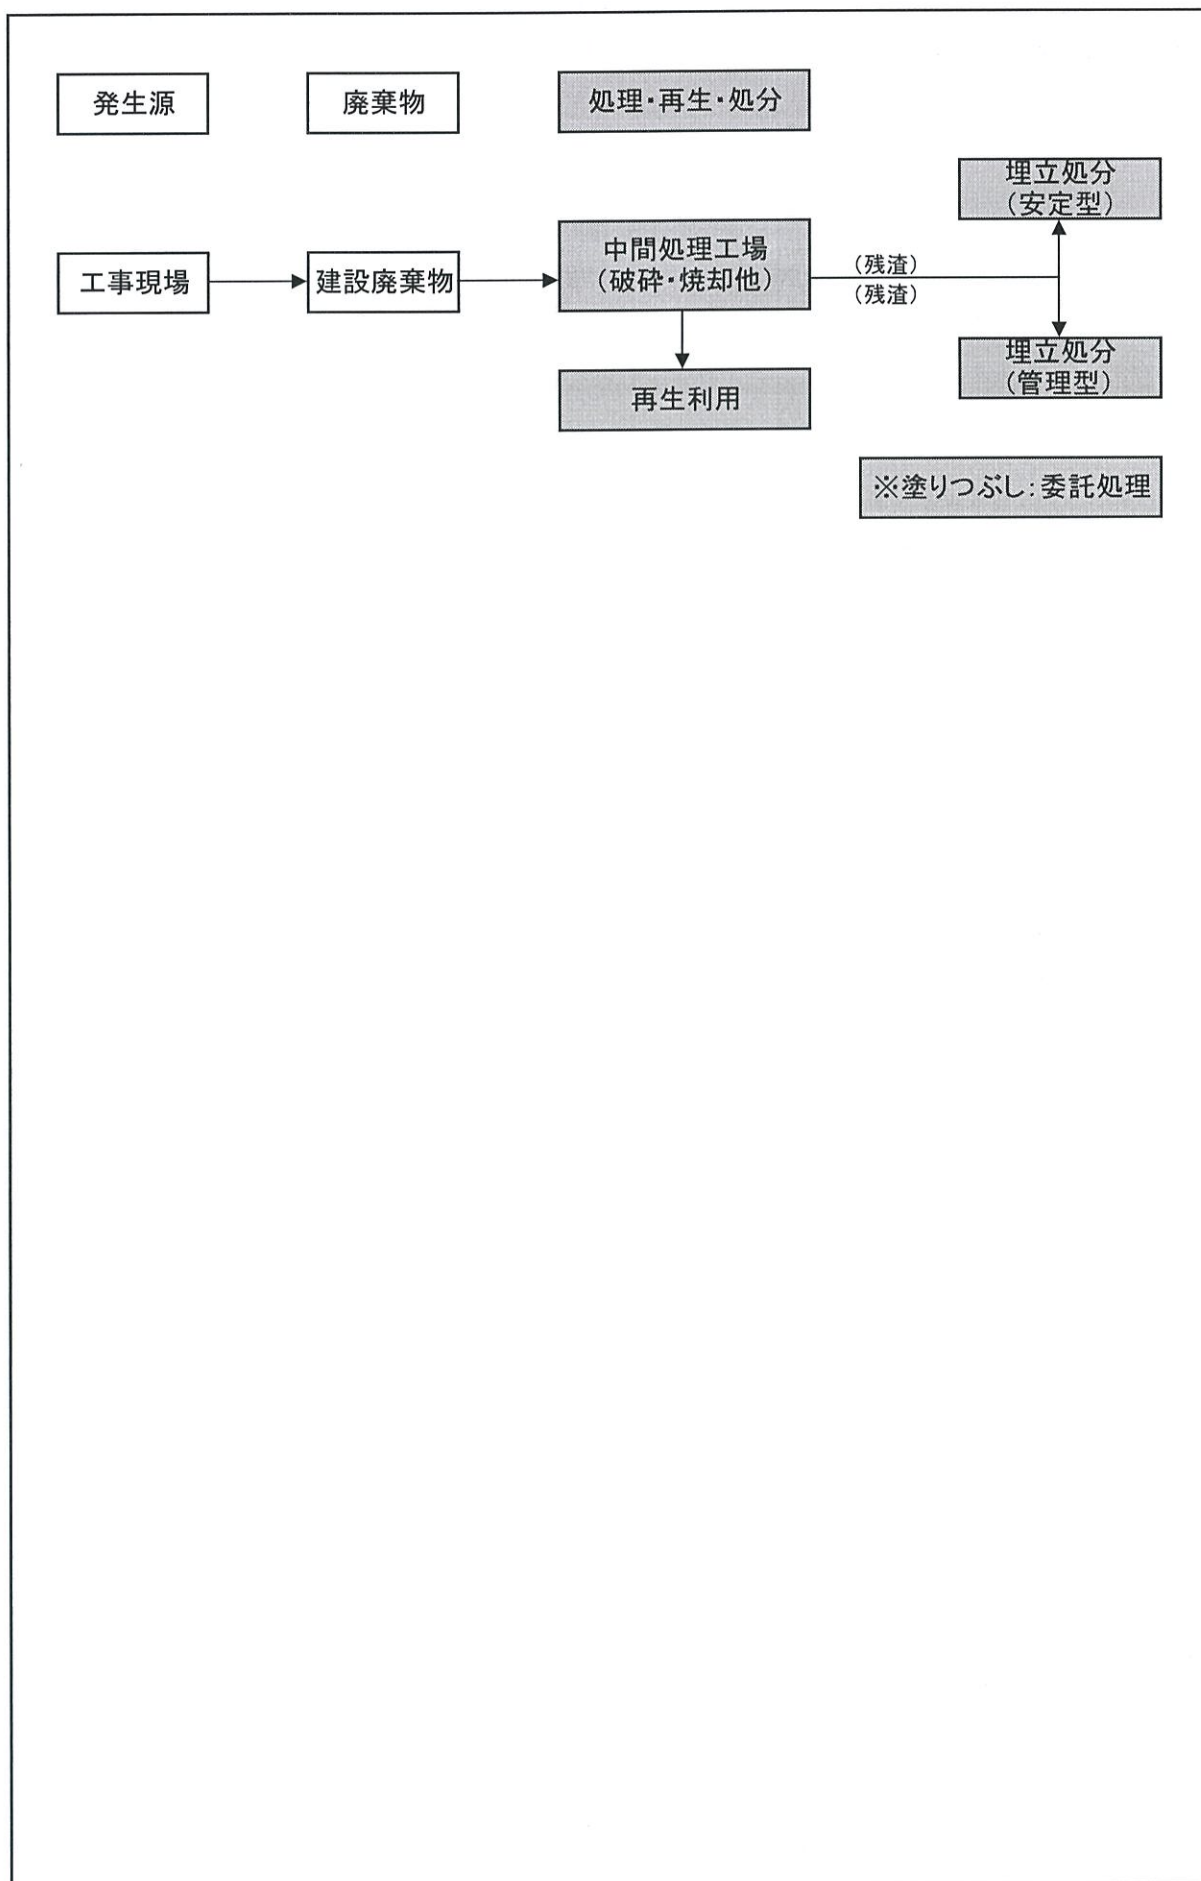 発生源
廃棄物
処理・再生・処分
埋立処分
(安定型)
工事現場
建設廃棄物
中間処理工場
(破砕・焼却他)
(残渣)
(残渣)
埋立処分
(管理型)
再生利用
※塗りつぶし:委託処理